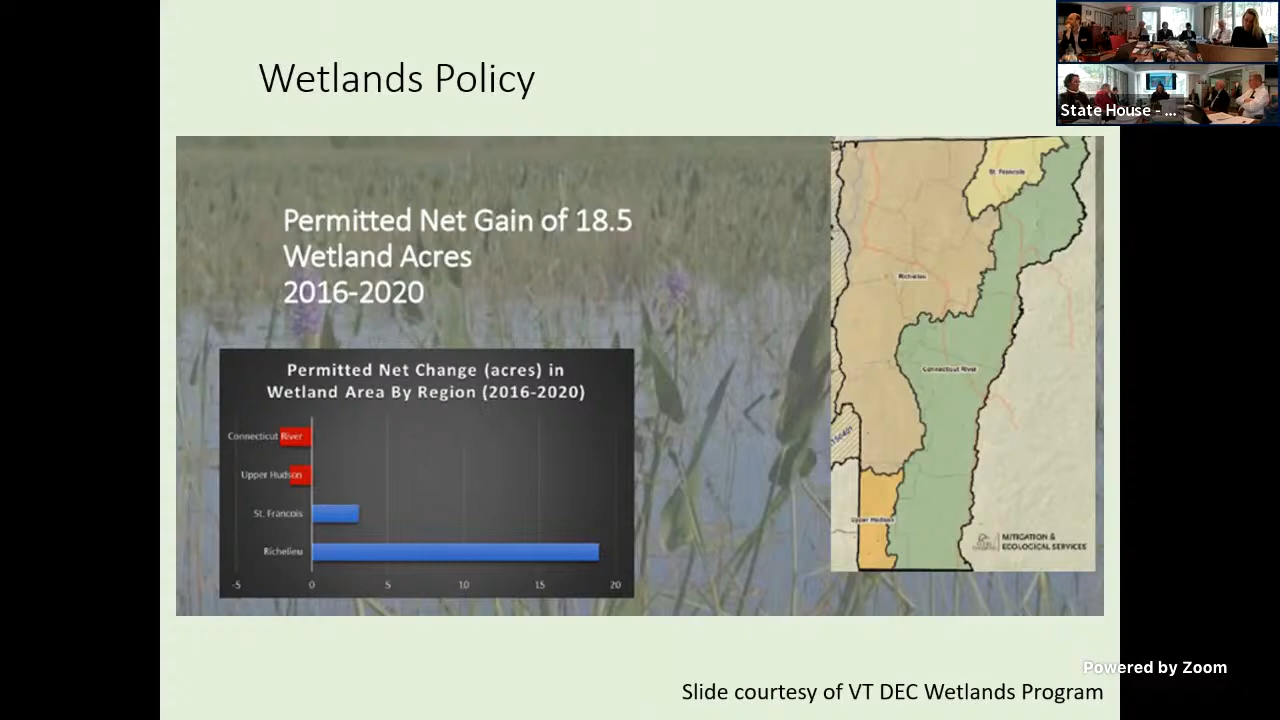 Wetlands Policy
State House - ...
Permitted Net Gain of 18.5
Wetland Acres
2016-2020
Permitted Net Change (acres) in
Wetland Area By Region (2016-2020)
Connecticut River
Upper Hudson
St. Francois
Richelieu
-5 0 5 10 15 20
St. Francois
Richelieu
Connecticut River
Upper Hudson
MITIGATION &
ECOLOGICAL SERVICES
Powered by Zoom
Slide courtesy of VT DEC Wetlands Program